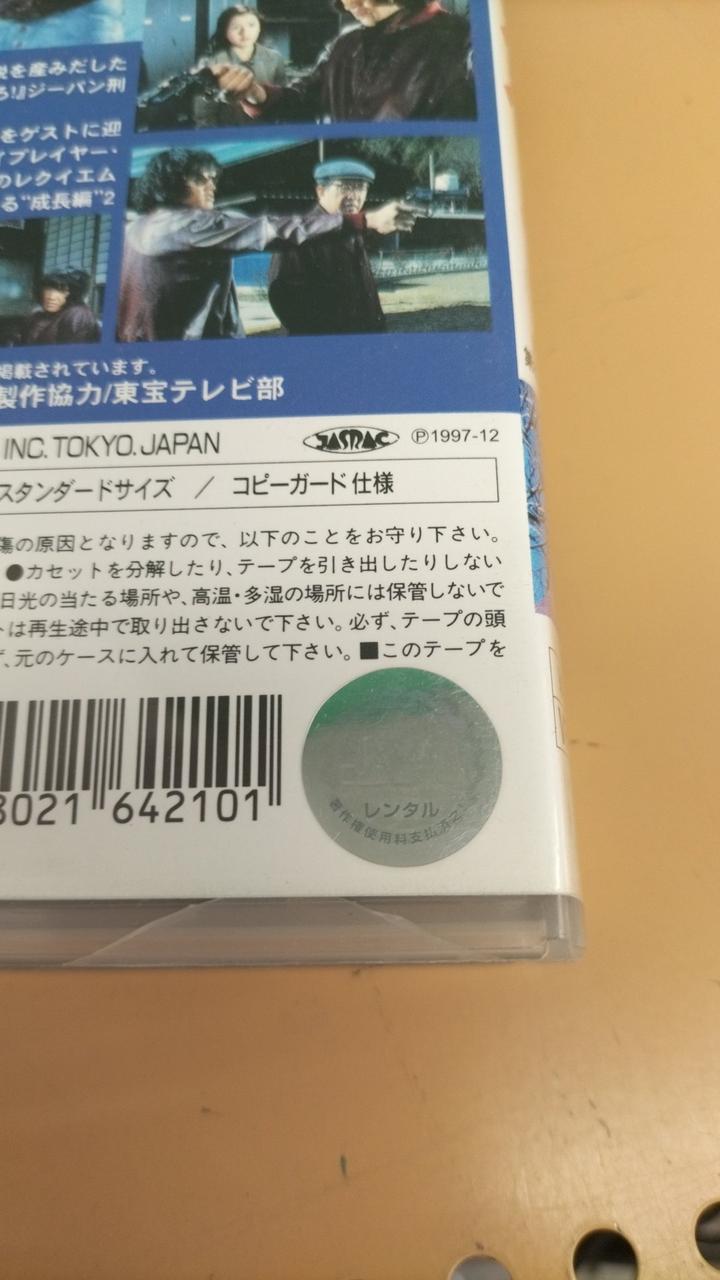 説を産みだした
ろ!』ジーパン刑
をゲストに迎
イプレイヤー・
のレクイエム
る"成長編"2
掲載されています。
製作協力/東宝テレビ部
INC.TOKYO.JAPAN
JASRAC
Ⓟ1997-12
スタンダードサイズ / コピーガード仕様
傷の原因となりますので、以下のことをお守り下さい。
●カセットを分解したり、テープを引き出したりしない
日光の当たる場所や、高温・多湿の場所には保管しないで
トは再生途中で取り出さないで下さい。必ず、テープの頭
ず、元のケースに入れて保管して下さい。■このテープを
8021 642101
レンタル
著作権使用料支払済